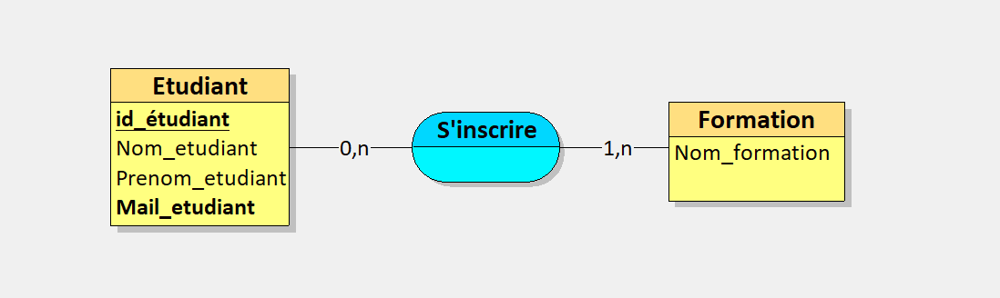 Etudiant
id_étudiant
Nom_etudiant
Prenom_etudiant
Mail_etudiant
0,n
S'inscrire
1,n
Formation
Nom_formation